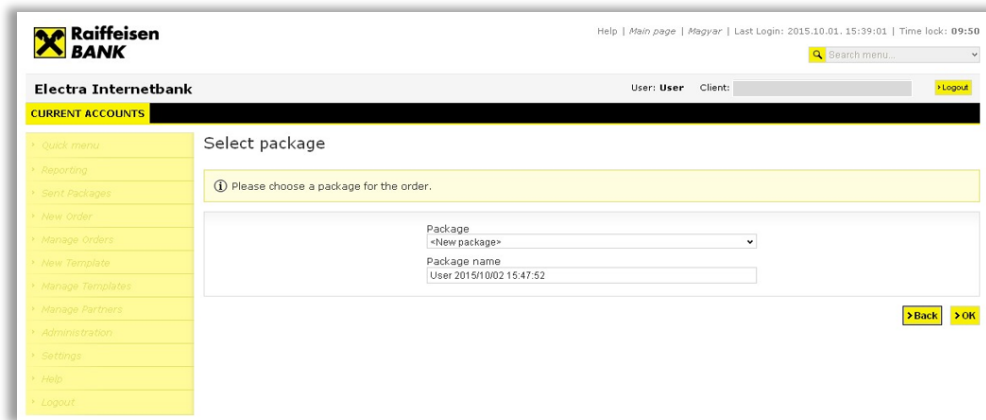 Raiffeisen
BANK
Help | Main page | Magyar | Last Login: 2015.10.01. 15:39:01 | Time lock: 09:50
Search menu...
Electra Internetbank
User: User Client:
Logout
CURRENT ACCOUNTS
Quick menu
Reporting
Sent Packages
New Order
Manage Orders
New Template
Manage Templates
Manage Partners
Administration
Settings
Help
Logout
Select package
Please choose a package for the order.
Package
<New package>
Package name
User 2015/10/02 15:47:52
Back OK